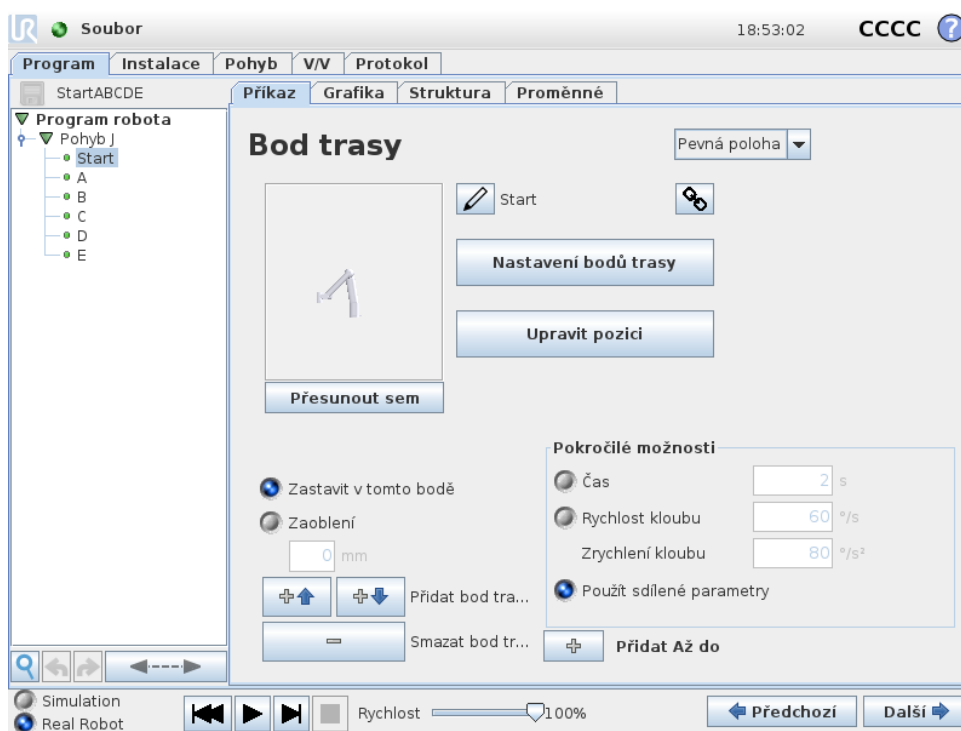 UR Soubor 18:53:02 CCCC ?
Program Instalace Pohyb V/V Protokol
StartABCDE Příkaz Grafika Struktura Proměnné
Program robota
Pohyb J
Start
A
B
C
D
E
Bod trasy Pevná poloha
Start
Nastavení bodů trasy
Upravit pozici
Přesunout sem
Zastavit v tomto bodě
Zaoblení
0 mm
Přidat bod tra...
Smazat bod tr...
Pokročilé možnosti
Čas 2 s
Rychlost kloubu 60 °/s
Zrychlení kloubu 80 °/s²
Použít sdílené parametry
Přidat Až do
Simulation
Real Robot
Rychlost 100%
Předchozí Další